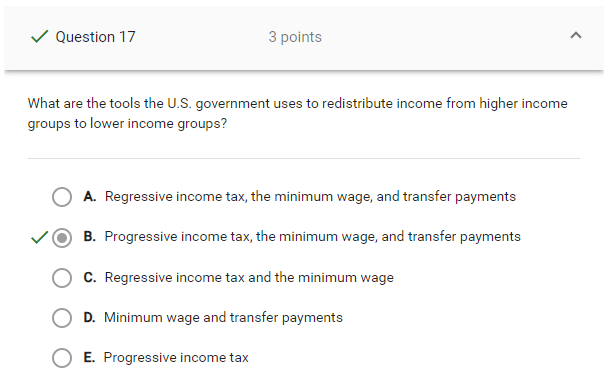 Question 17 3 points
What are the tools the U.S. government uses to redistribute income from higher income
groups to lower income groups?
A. Regressive income tax, the minimum wage, and transfer payments
B. Progressive income tax, the minimum wage, and transfer payments
C. Regressive income tax and the minimum wage
D. Minimum wage and transfer payments
E. Progressive income tax